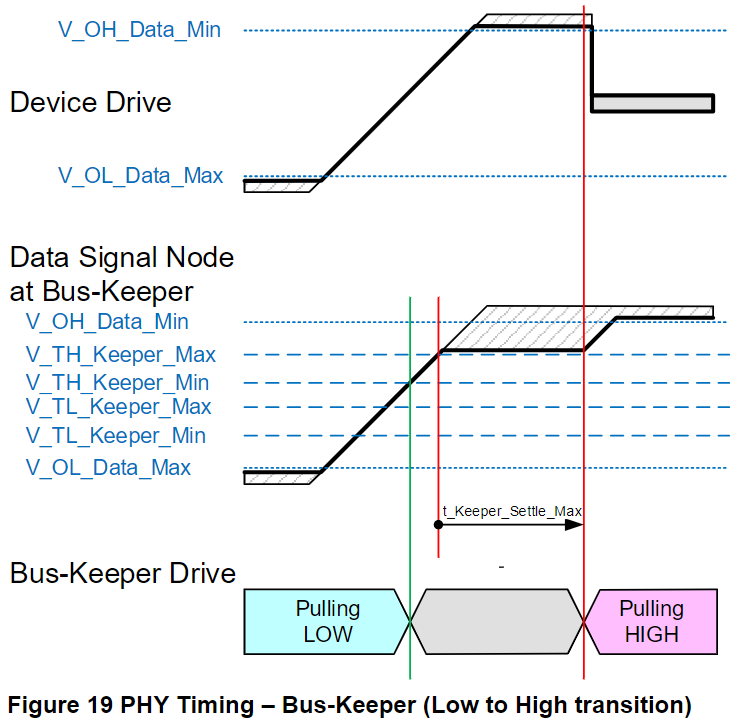 V_OH_Data_Min
Device Drive
V_OL_Data_Max
Data Signal Node
at Bus-Keeper
V_OH_Data_Min
V_TH_Keeper_Max
V_TH_Keeper_Min
V_TL_Keeper_Max
V_TL_Keeper_Min
V_OL_Data_Max
t_Keeper_Settle_Max
-
Bus-Keeper Drive
Pulling
LOW
Pulling
HIGH
Figure 19 PHY Timing – Bus-Keeper (Low to High transition)